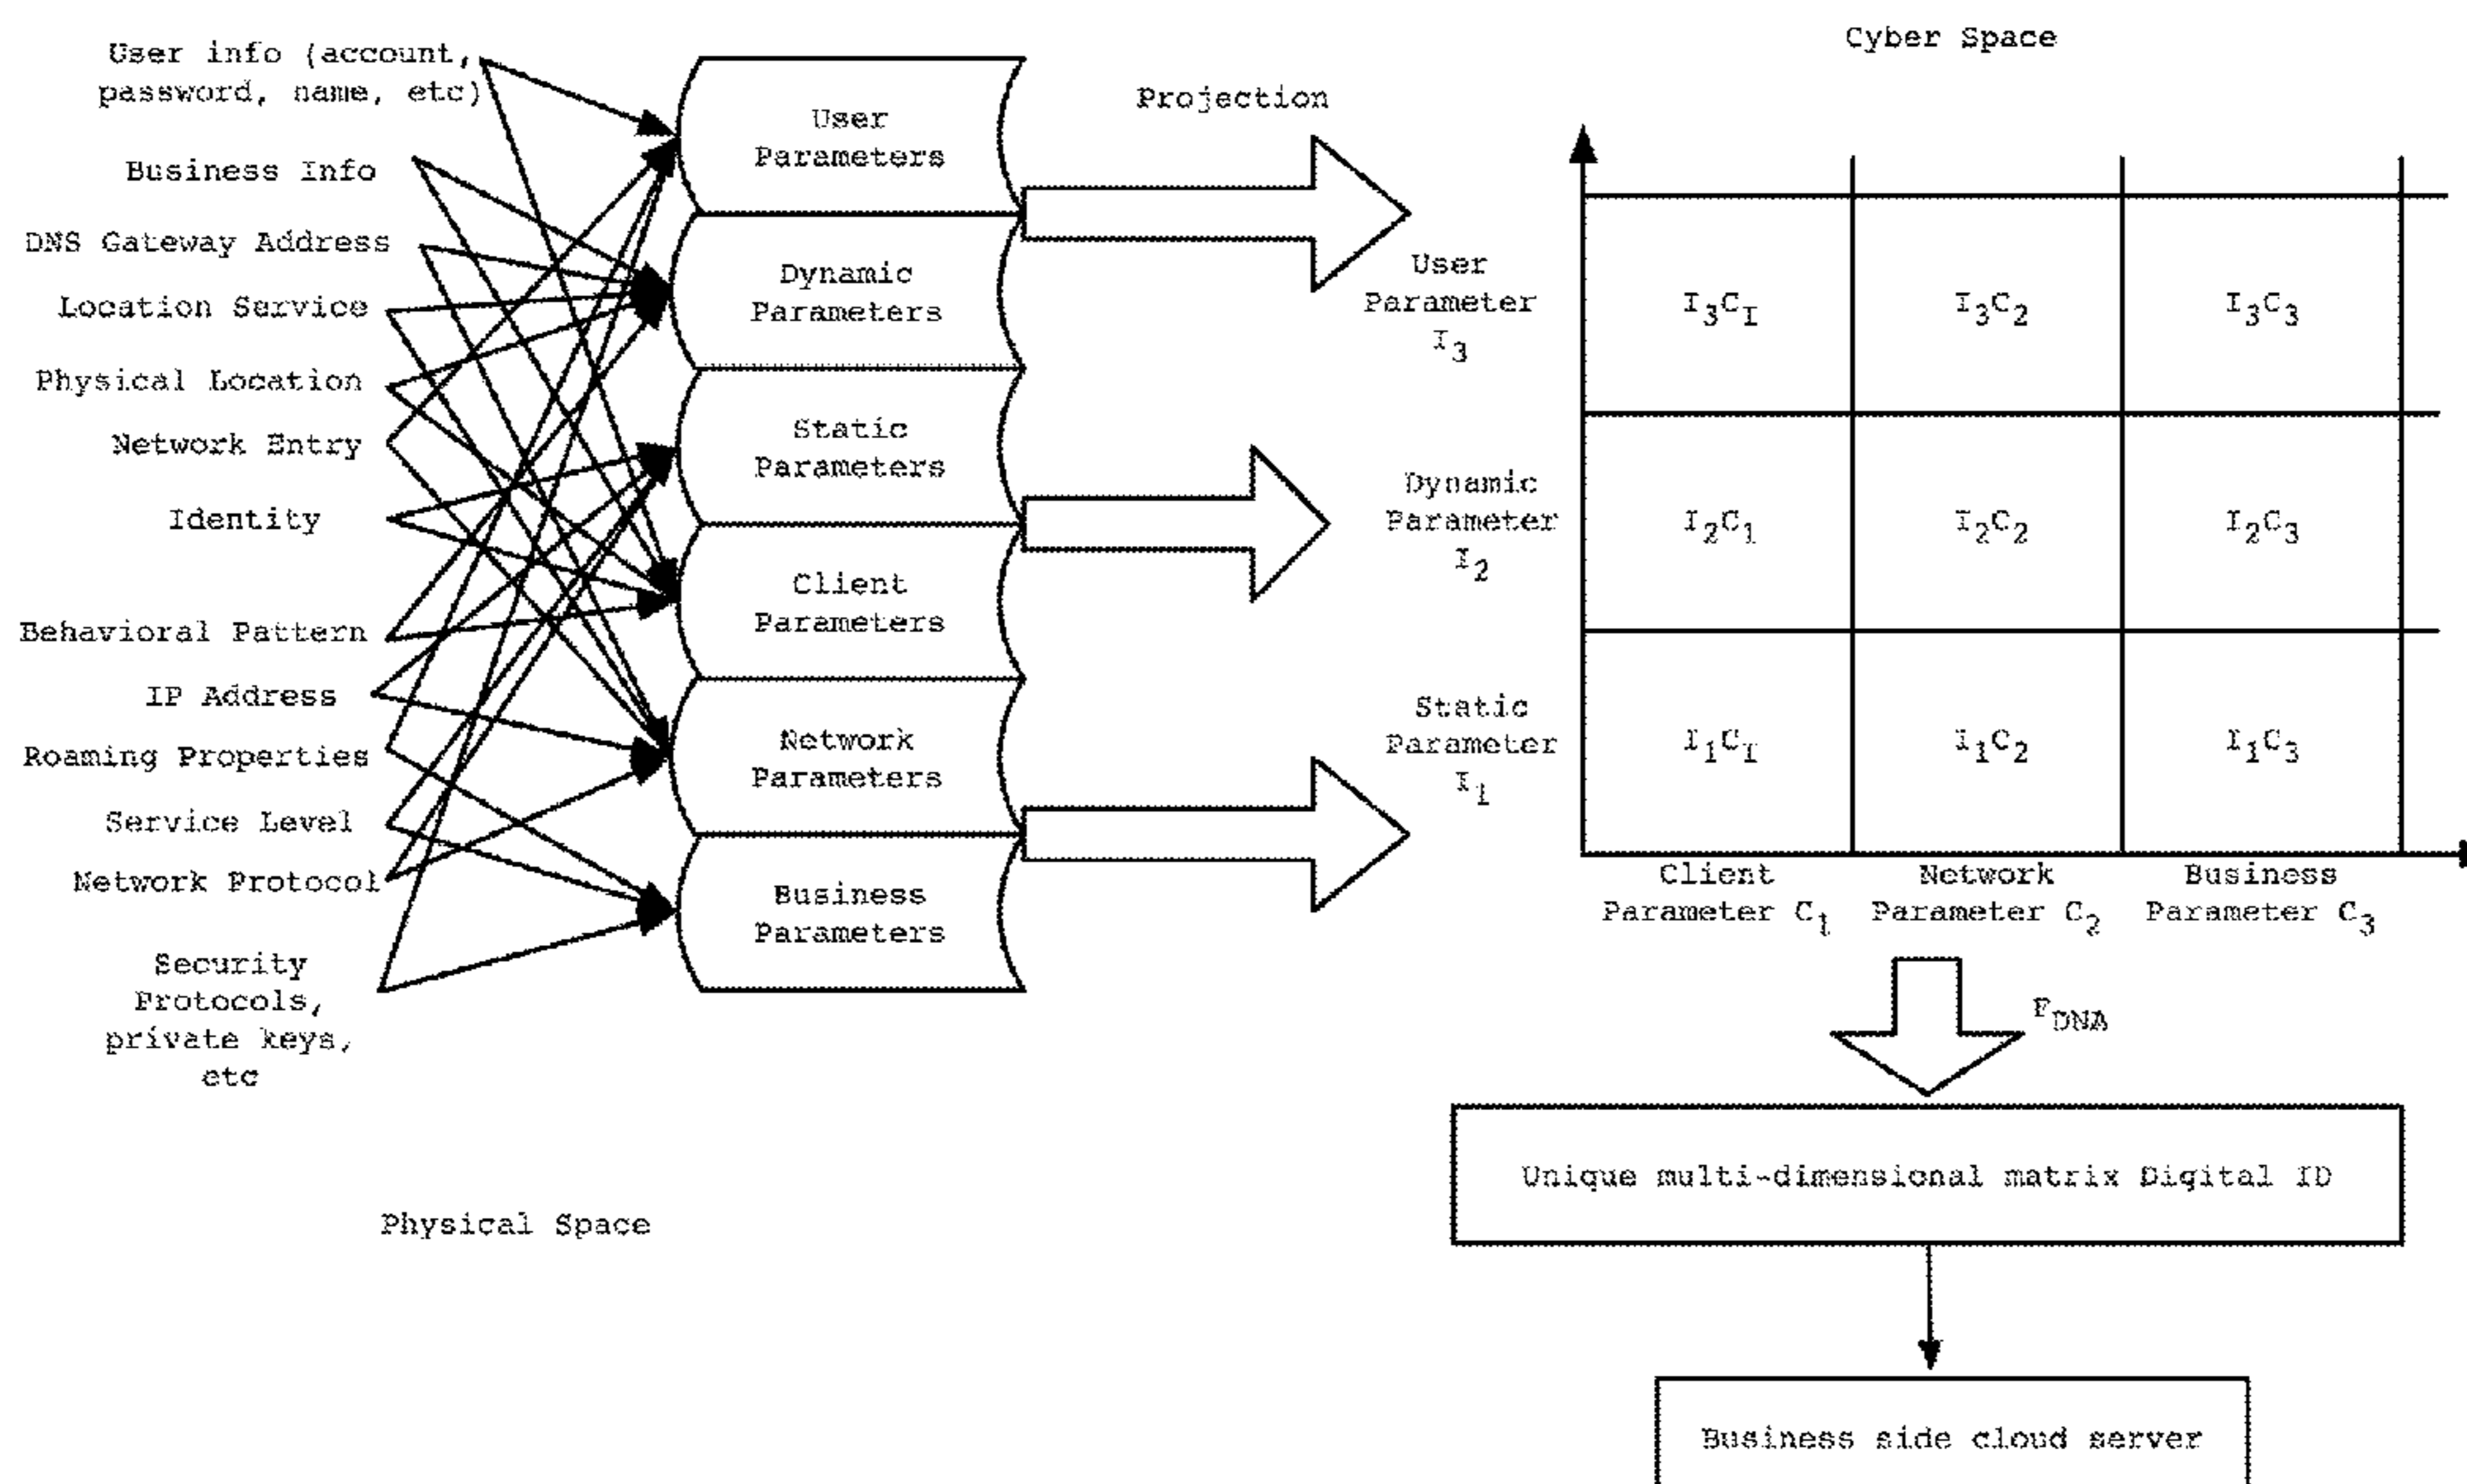 User info (account,
password, name, etc)
Business Info
DNS Gateway Address
Location Service
Physical Location
Network Entry
Identity
Behavioral Pattern
IP Address
Roaming Properties
Service Level
Network Protocol
Security
Protocols,
private keys,
etc
Physical Space
User
Parameters
Dynamic
Parameters
Static
Parameters
Client
Parameters
Network
Parameters
Business
Parameters
Projection
Cyber Space
User
Parameter
I3
I3C1 I3C2 I3C3
Dynamic
Parameter
I2
I2C1 I2C2 I2C3
Static
Parameter
I1
I1C1 I1C2 I1C3
Client
Parameter C1
Network
Parameter C2
Business
Parameter C3
FDNA
Unique multi-dimensional matrix Digital ID
Business side cloud server